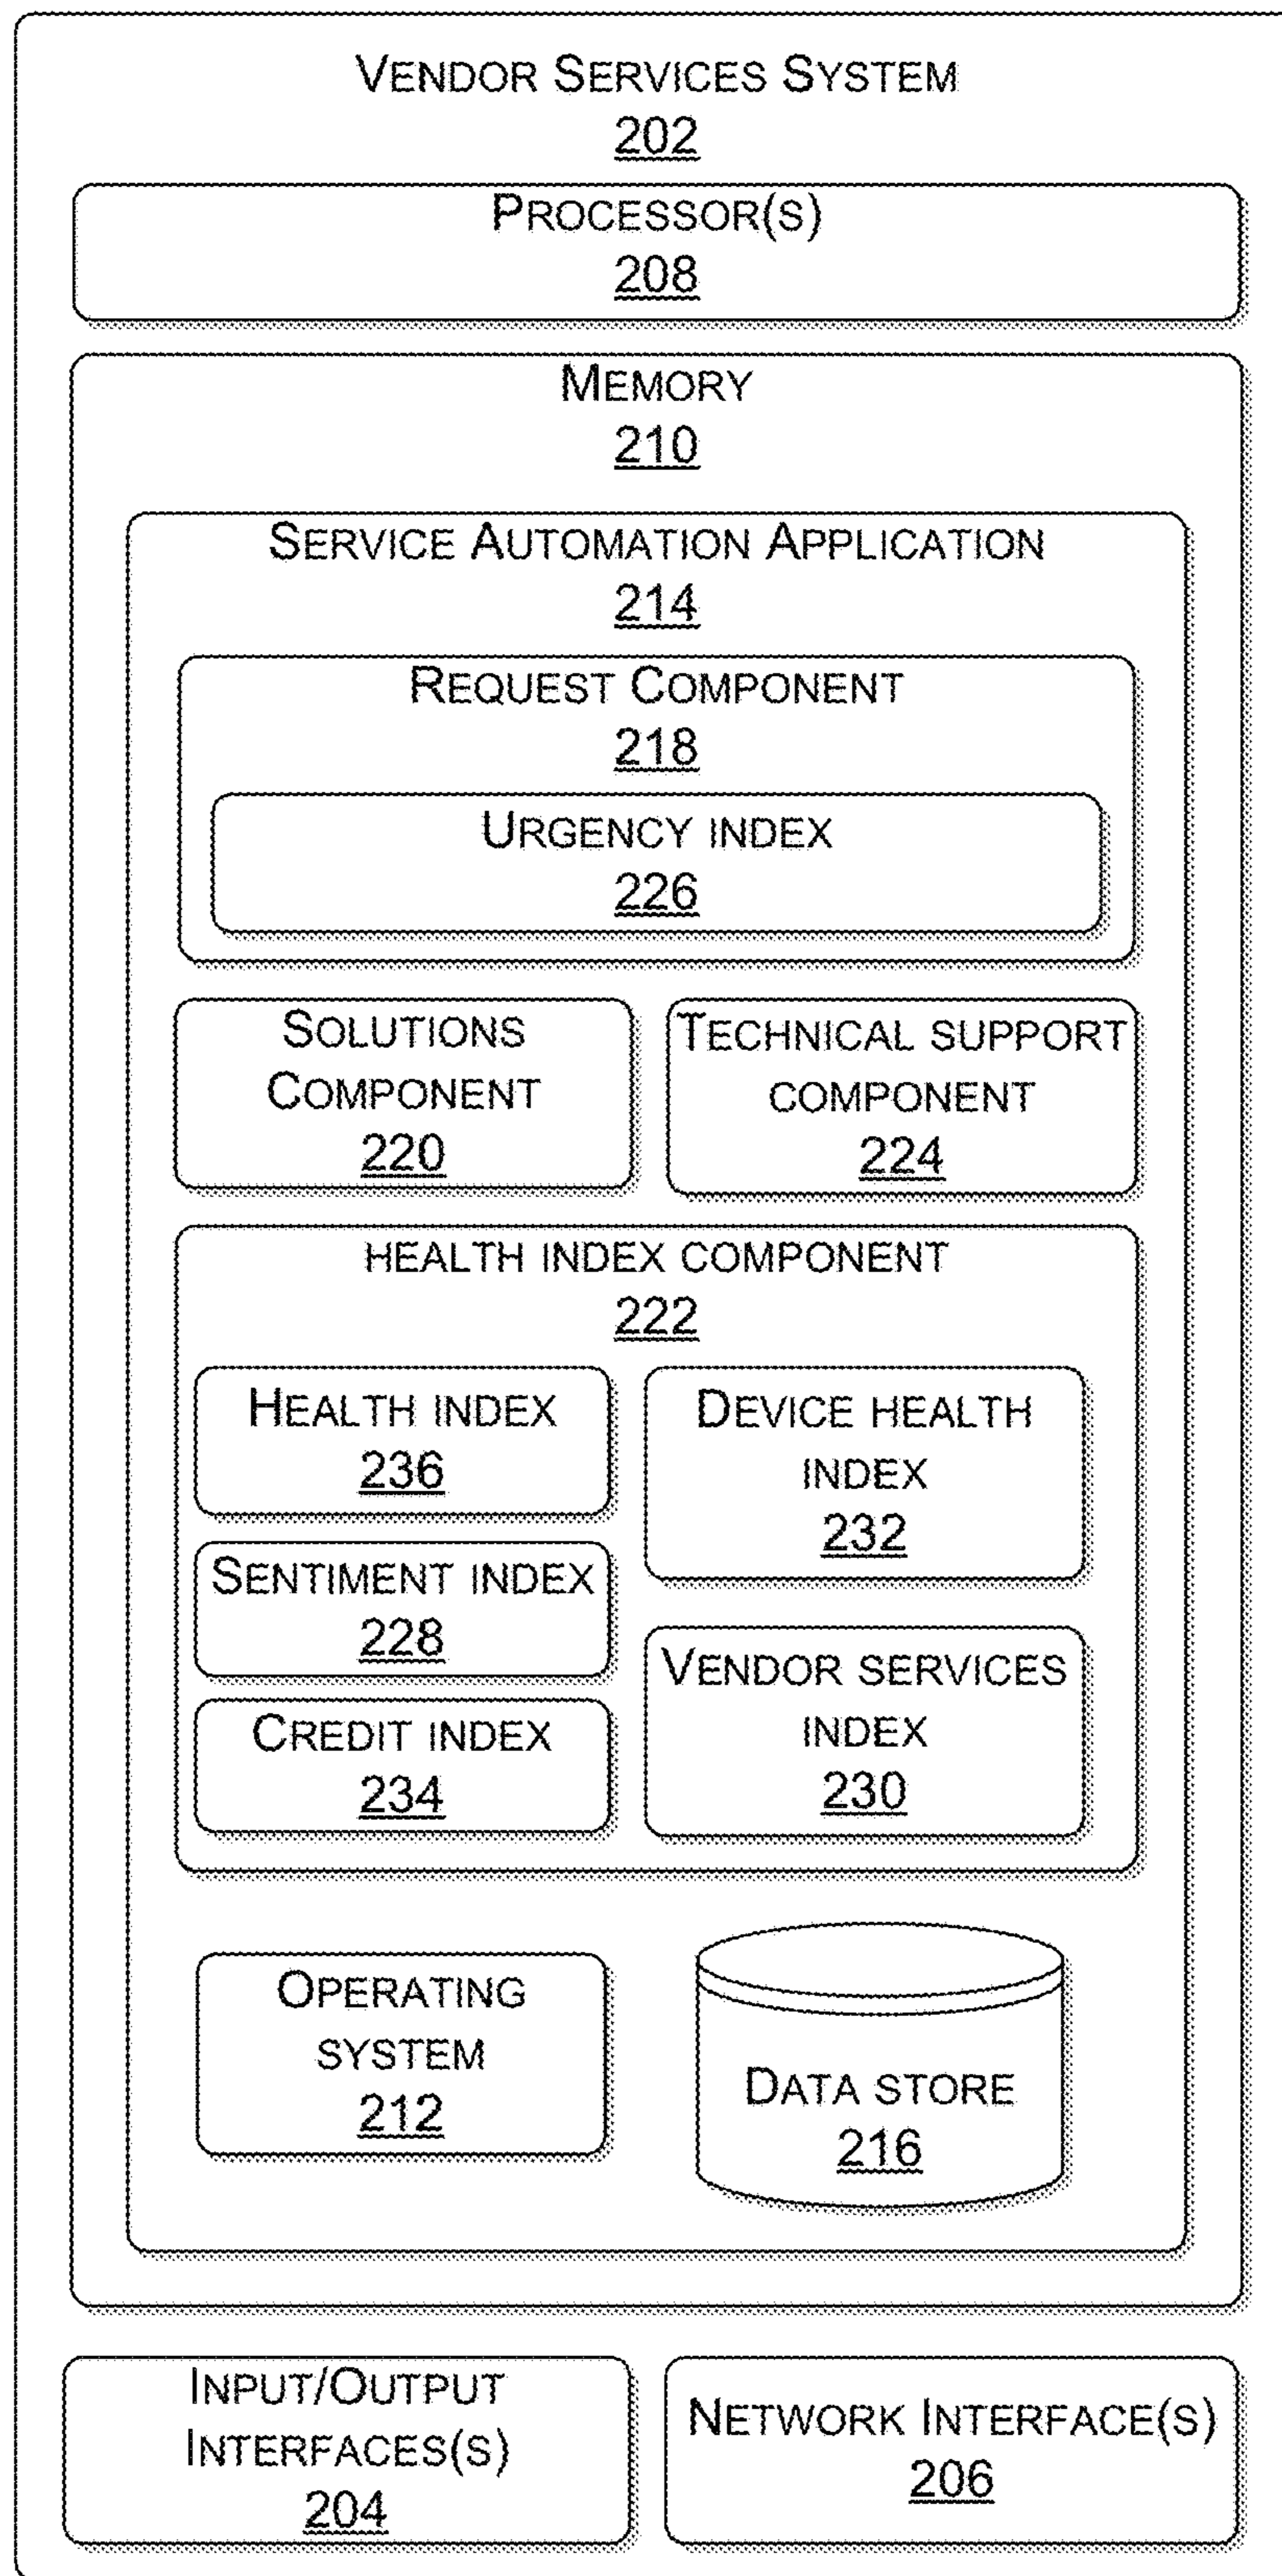 VENDOR SERVICES SYSTEM
202
PROCESSOR(S)
208
MEMORY
210
SERVICE AUTOMATION APPLICATION
214
REQUEST COMPONENT
218
URGENCY INDEX
226
SOLUTIONS
COMPONENT
220
TECHNICAL SUPPORT
COMPONENT
224
HEALTH INDEX COMPONENT
222
HEALTH INDEX
236
SENTIMENT INDEX
228
CREDIT INDEX
234
DEVICE HEALTH
INDEX
232
VENDOR SERVICES
INDEX
230
OPERATING
SYSTEM
212
DATA STORE
216
INPUT/OUTPUT
INTERFACES(S)
204
NETWORK INTERFACE(S)
206